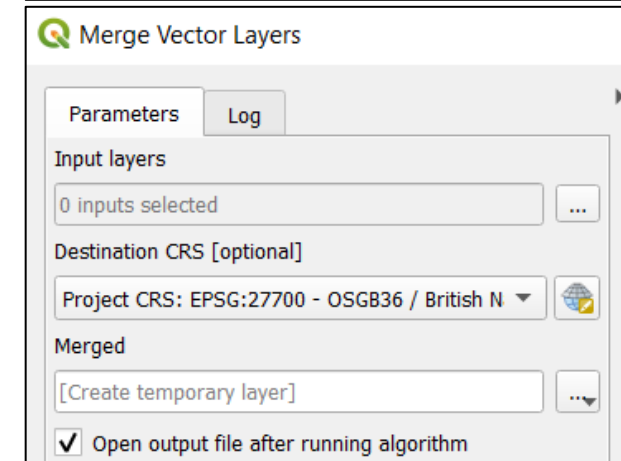 Merge Vector Layers
Parameters Log
Input layers
0 inputs selected
...
Destination CRS [optional]
Project CRS: EPSG:27700 - OSGB36 / British N
Merged
[Create temporary layer]
...
Open output file after running algorithm